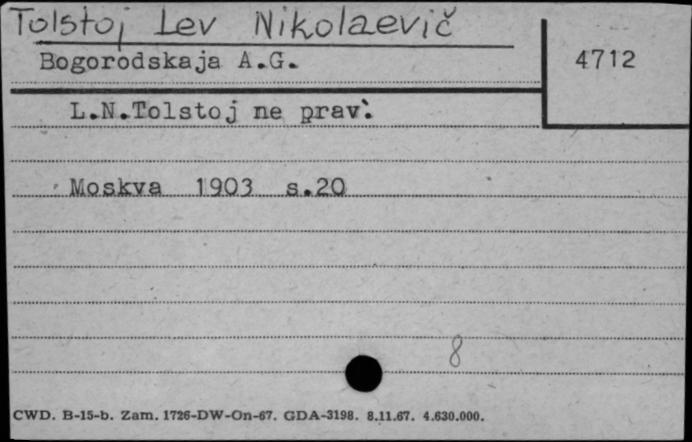 Tolstoj Lev Nikolaevič
Bogorodskaja A.G.
4712
L.N.Tolstoj ne prav`.
Moskva 1903 s.20
8
CWD. B-15-b. Zam. 1726-DW-On-67. GDA-3198. 8.11.67. 4.630.000.